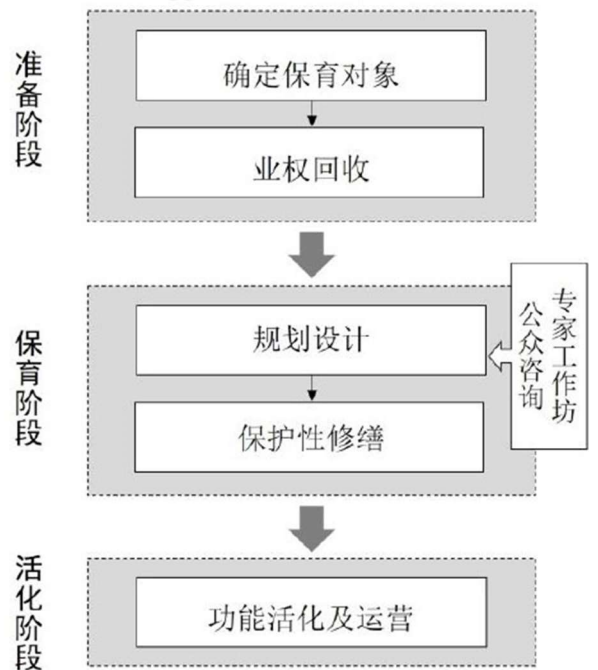 准备阶段
确定保育对象
业权回收
保育阶段
规划设计
专家工作坊
公众咨询
保护性修缮
活化阶段
功能活化及运营